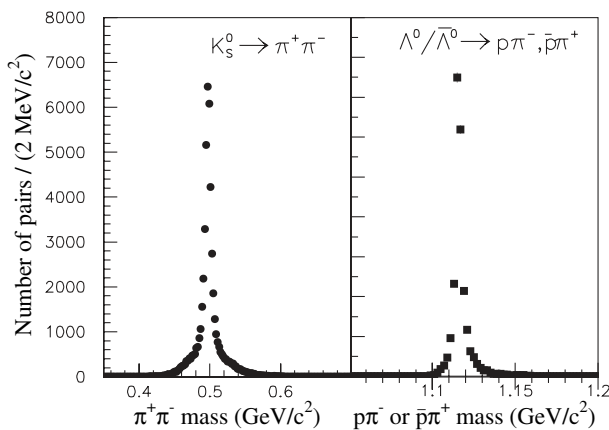 Number of pairs / (2 MeV/c²)
8000
7000
6000
5000
4000
3000
2000
1000
0
K⁰ₛ → π⁺ π⁻
Λ⁰/Λ̅⁰ → p π⁻, p̅ π⁺
0.4 0.5 0.6
1.1 1.15 1.2
π⁺π⁻ mass (GeV/c²)
pπ⁻ or p̅π⁺ mass (GeV/c²)